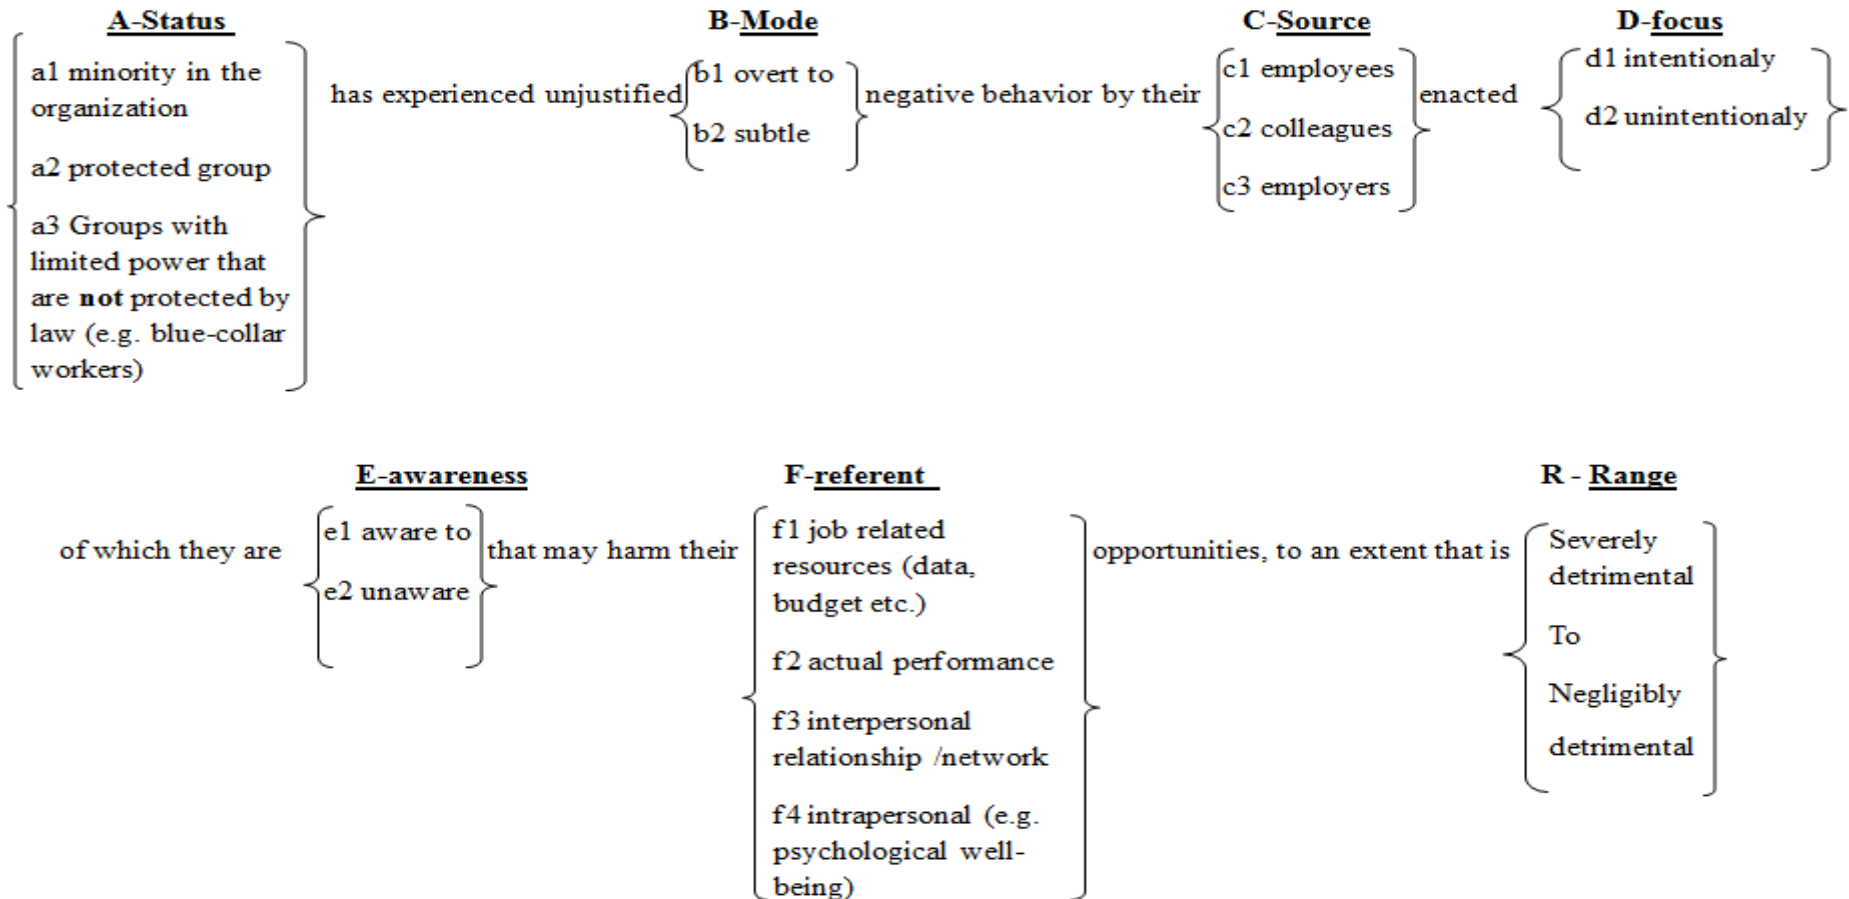 A-Status
B-Mode
C-Source
D-focus
a1 minority in the
organization
a2 protected group
a3 Groups with
limited power that
are not protected by
law (e.g. blue-collar
workers)
has experienced unjustified
b1 overt to
b2 subtle
negative behavior by their
c1 employees
c2 colleagues
c3 employers
enacted
d1 intentionaly
d2 unintentionaly
E-awareness
F-referent
R - Range
of which they are
e1 aware to
e2 unaware
that may harm their
f1 job related
resources (data,
budget etc.)
f2 actual performance
f3 interpersonal
relationship /network
f4 intrapersonal (e.g.
psychological well-
being)
opportunities, to an extent that is
Severely
detrimental
To
Negligibly
detrimental